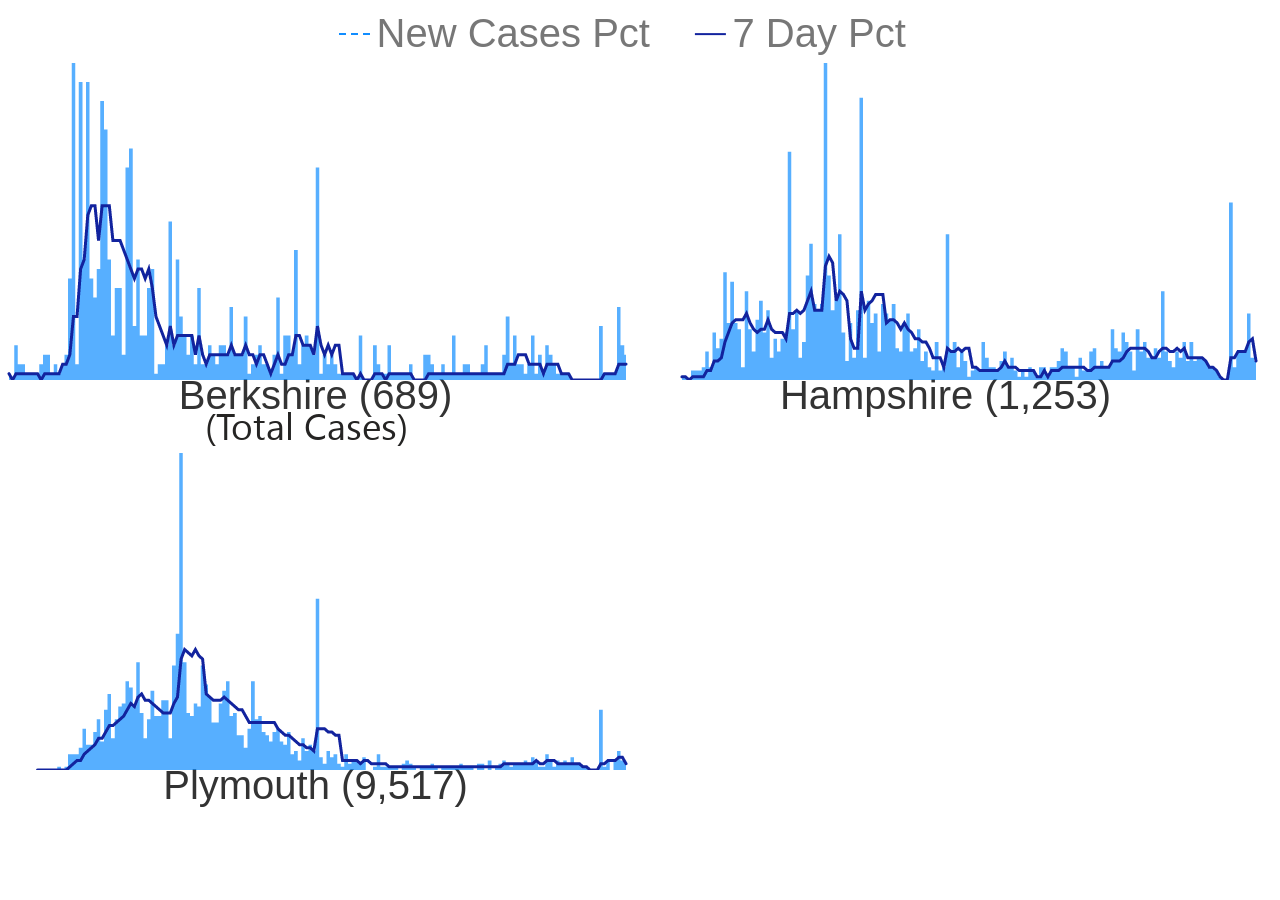 New Cases Pct 7 Day Pct
Berkshire (689)
(Total Cases)
Hampshire (1,253)
Plymouth (9,517)